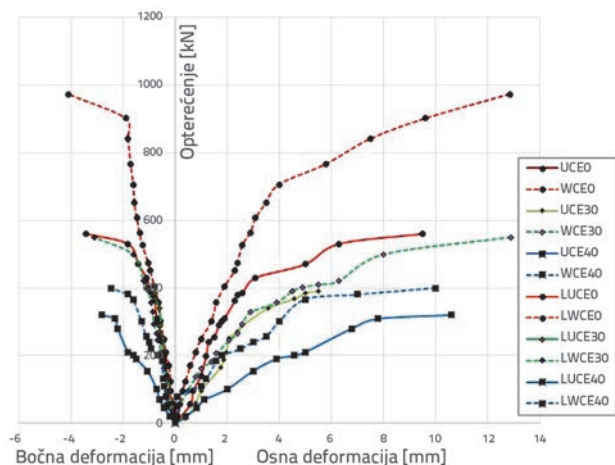 1200
1000
800
600
400
200
0
Opterećenje [kN]
-6 -4 -2 0 2 4 6 8 10 12 14
Bočna deformacija [mm] Osna deformacija [mm]
UCE0
WCE0
UCE30
WCE30
UCE40
WCE40
LUCE0
LWCE0
LUCE30
LWCE30
LUCE40
LWCE40